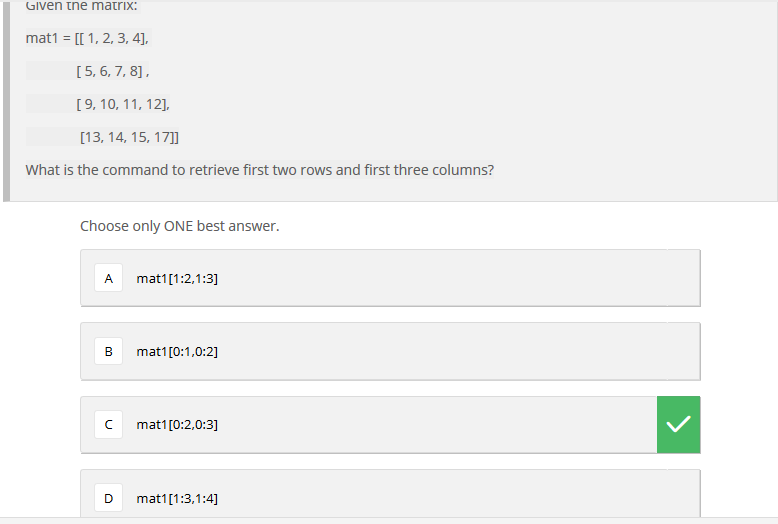 Given the matrix:
mat1 = [[ 1, 2, 3, 4],
[ 5, 6, 7, 8] ,
[ 9, 10, 11, 12],
[13, 14, 15, 17]]
What is the command to retrieve first two rows and first three columns?
Choose only ONE best answer.
A mat1[1:2,1:3]
B mat1[0:1,0:2]
C mat1[0:2,0:3]
D mat1[1:3,1:4]